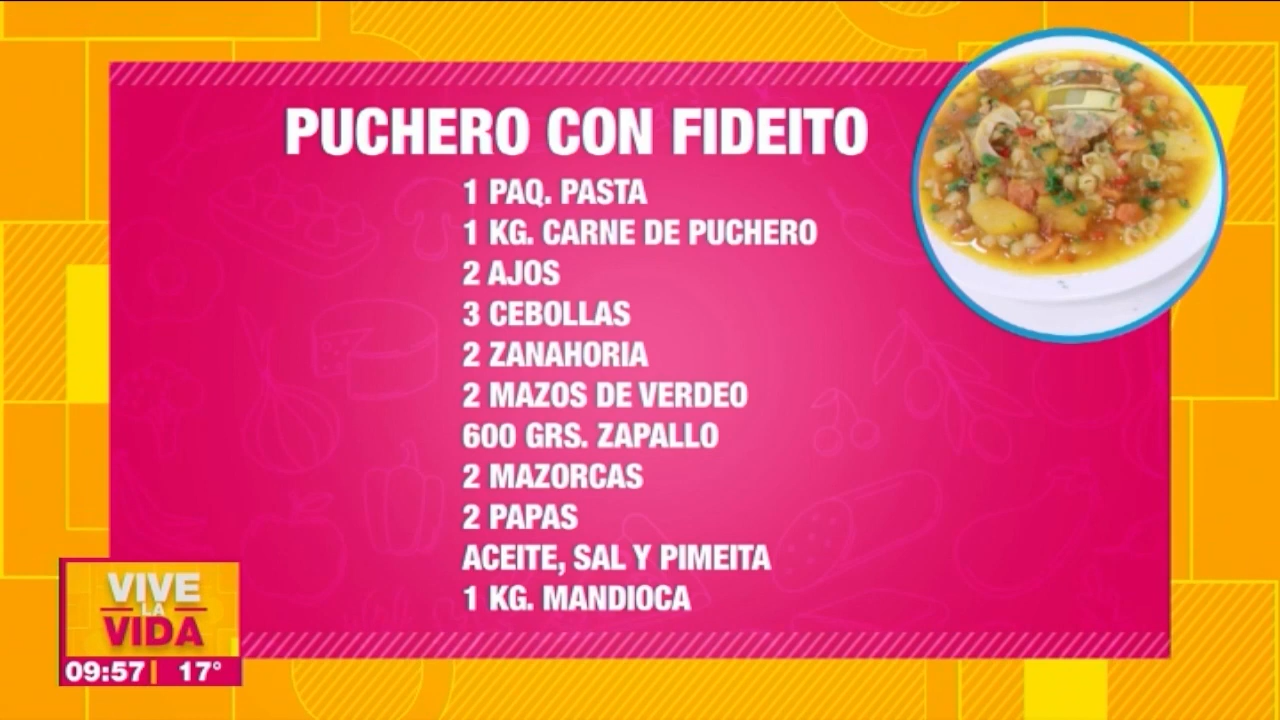 PUCHERO CON FIDEITO
1 PAQ. PASTA
1 KG. CARNE DE PUCHERO
2 AJOS
3 CEBOLLAS
2 ZANAHORIA
2 MAZOS DE VERDEO
600 GRS. ZAPALLO
2 MAZORCAS
2 PAPAS
ACEITE, SAL Y PIMEITA
1 KG. MANDIOCA
VIVE
LA
VIDA
09:57 17°